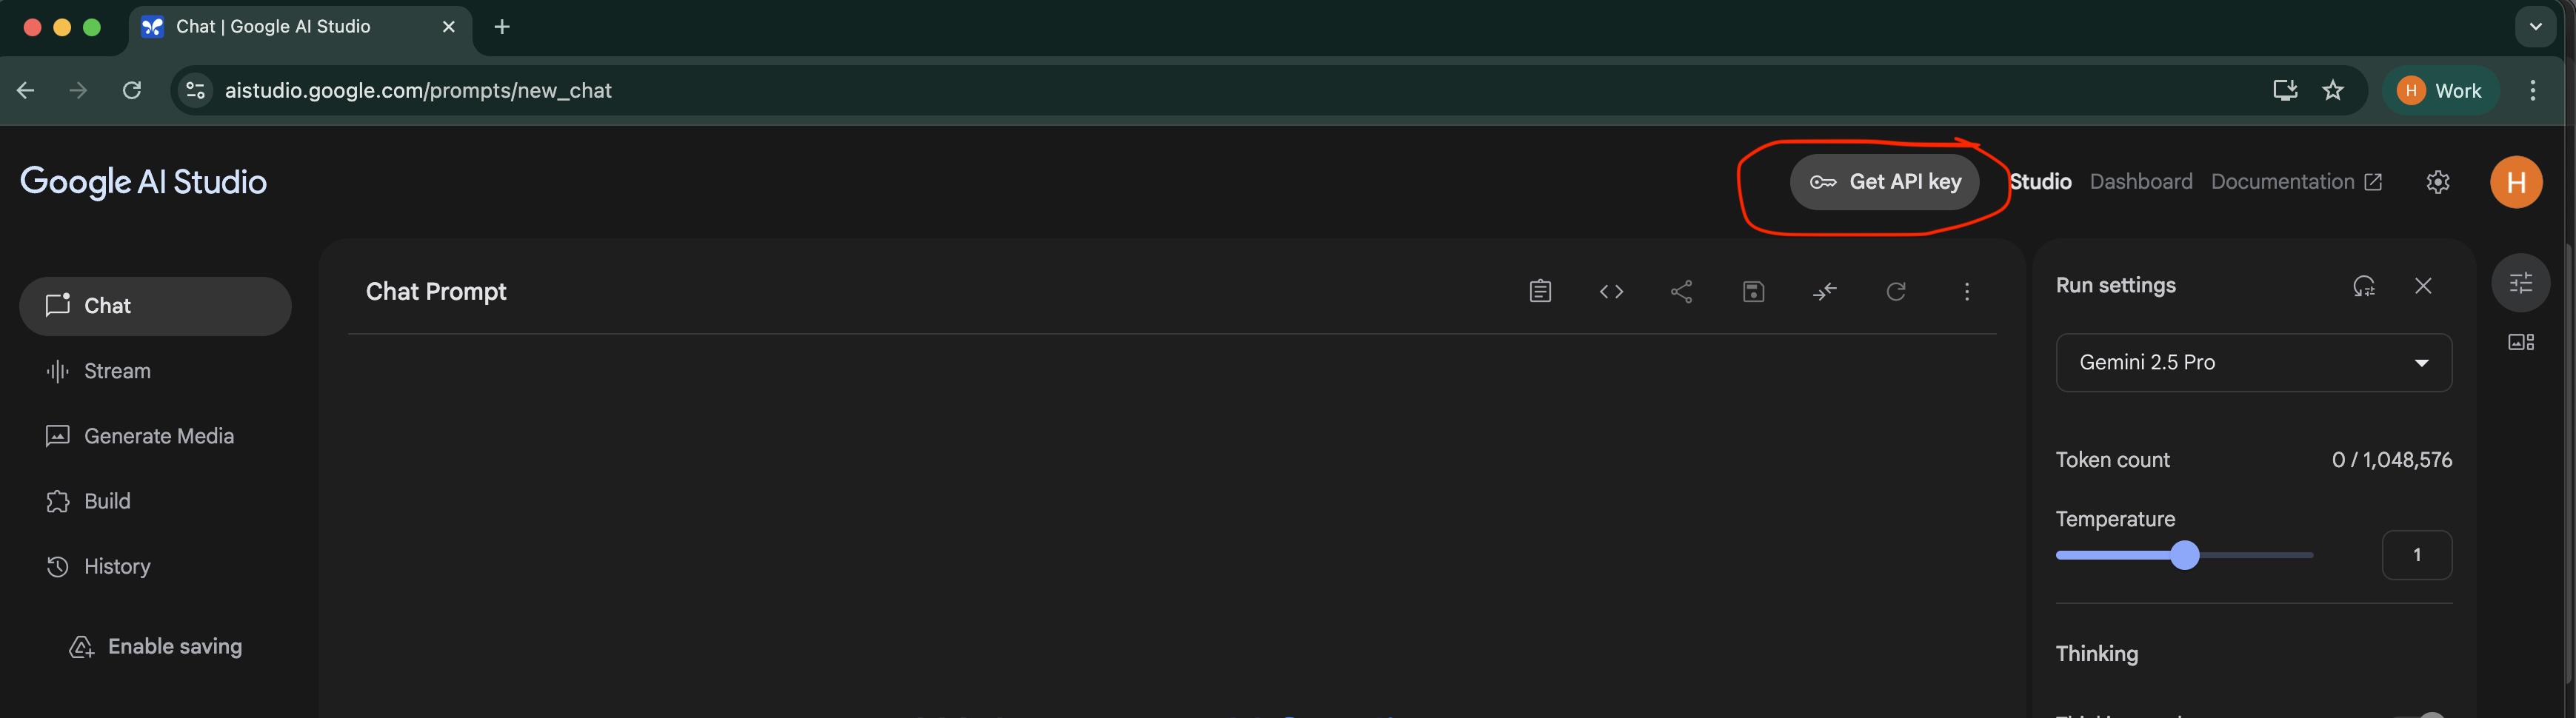 Chat | Google AI Studio
aistudio.google.com/prompts/new_chat
H Work
Google AI Studio
Get API key
Studio Dashboard Documentation
H
Chat
Stream
Generate Media
Build
History
Enable saving
Chat Prompt
Run settings
Gemini 2.5 Pro
Token count 0 / 1,048,576
Temperature
1
Thinking